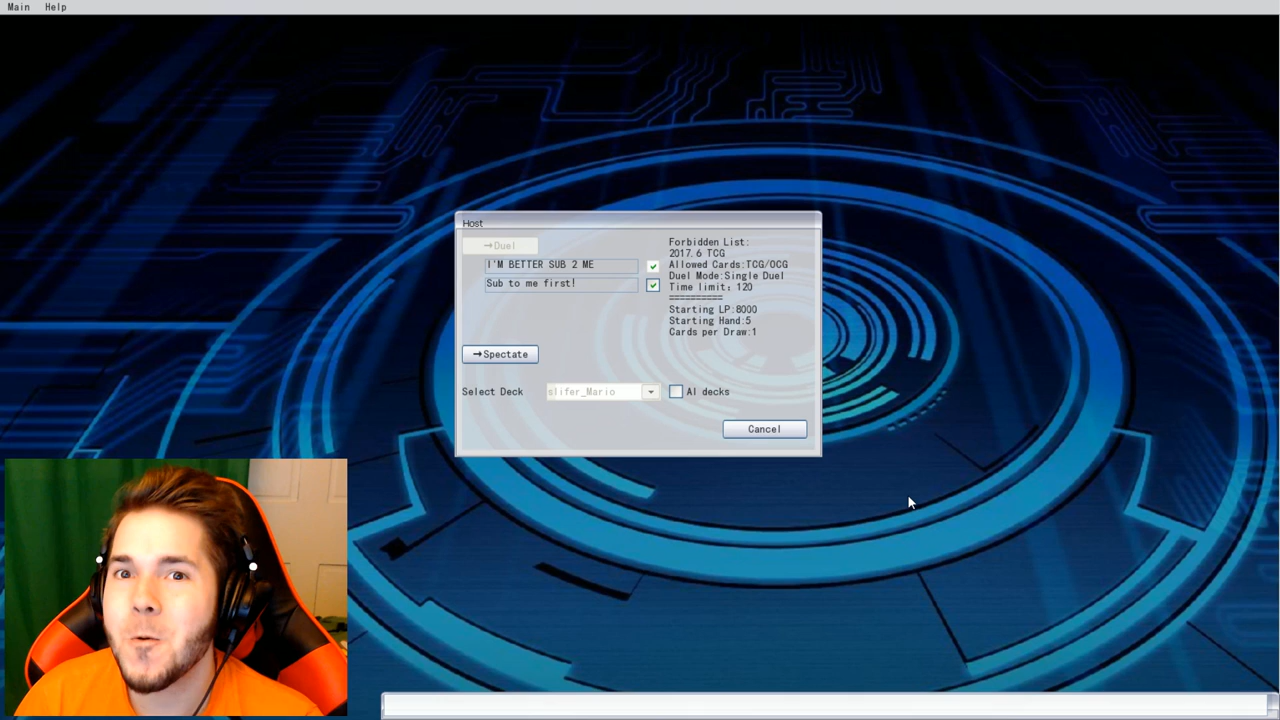 Main Help
Host
→Duel
I'M BETTER SUB 2 ME
Sub to me first!
Forbidden List:
2017.6 TCG
Allowed Cards:TCG/OCG
Duel Mode:Single Duel
Time limit: 120
==========
Starting LP:8000
Starting Hand:5
Cards per Draw:1
→Spectate
Select Deck slifer_Mario AI decks
Cancel